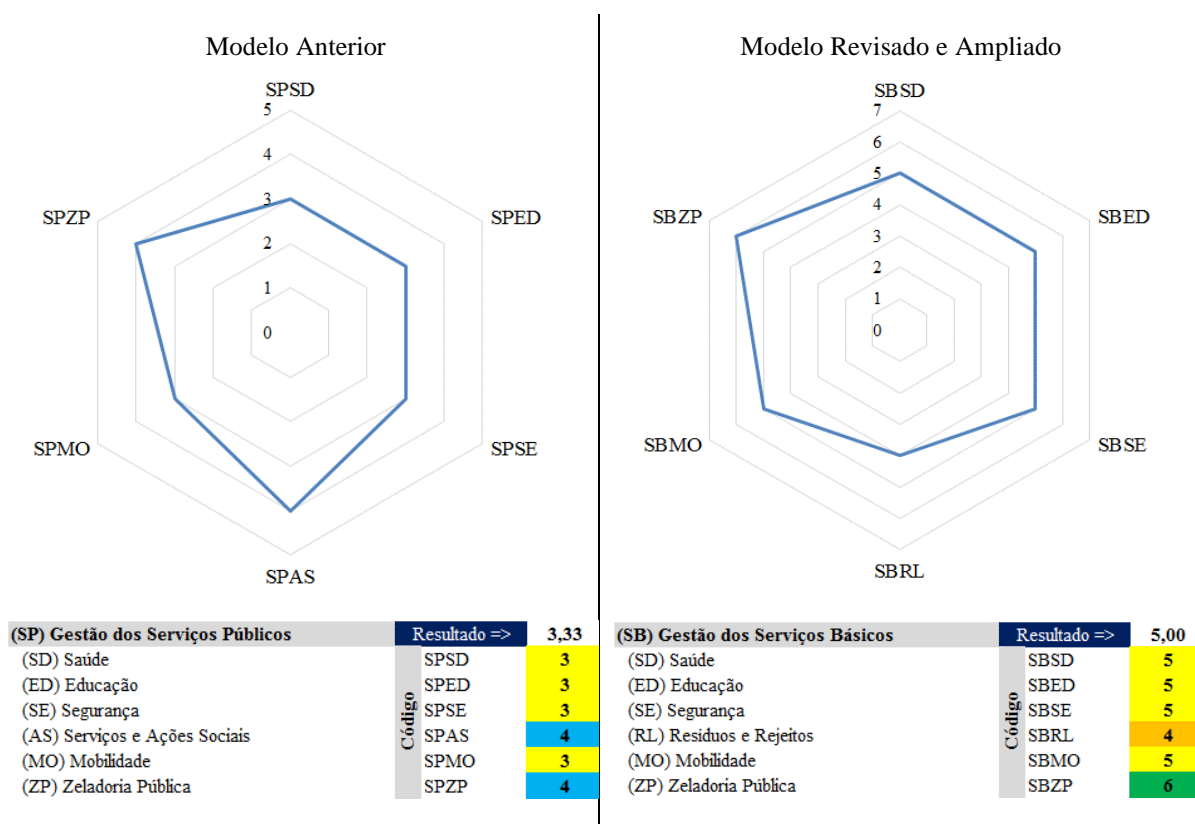 Modelo Anterior
SPSD
5
4
3
2
1
0
SPZP
SPED
SPMO
SPSE
SPAS
(SP) Gestão dos Serviços Públicos Resultado => 3,33
Código
(SD) Saúde SPSD 3
(ED) Educação SPED 3
(SE) Segurança SPSE 3
(AS) Serviços e Ações Sociais SPAS 4
(MO) Mobilidade SPMO 3
(ZP) Zeladoria Pública SPZP 4
Modelo Revisado e Ampliado
SBSD
7
6
5
4
3
2
1
0
SBZP
SBED
SBMO
SBSE
SBRL
(SB) Gestão dos Serviços Básicos Resultado => 5,00
Código
(SD) Saúde SBSD 5
(ED) Educação SBED 5
(SE) Segurança SBSE 5
(RL) Residuos e Rejeitos SBRL 4
(MO) Mobilidade SBMO 5
(ZP) Zeladoria Pública SBZP 6